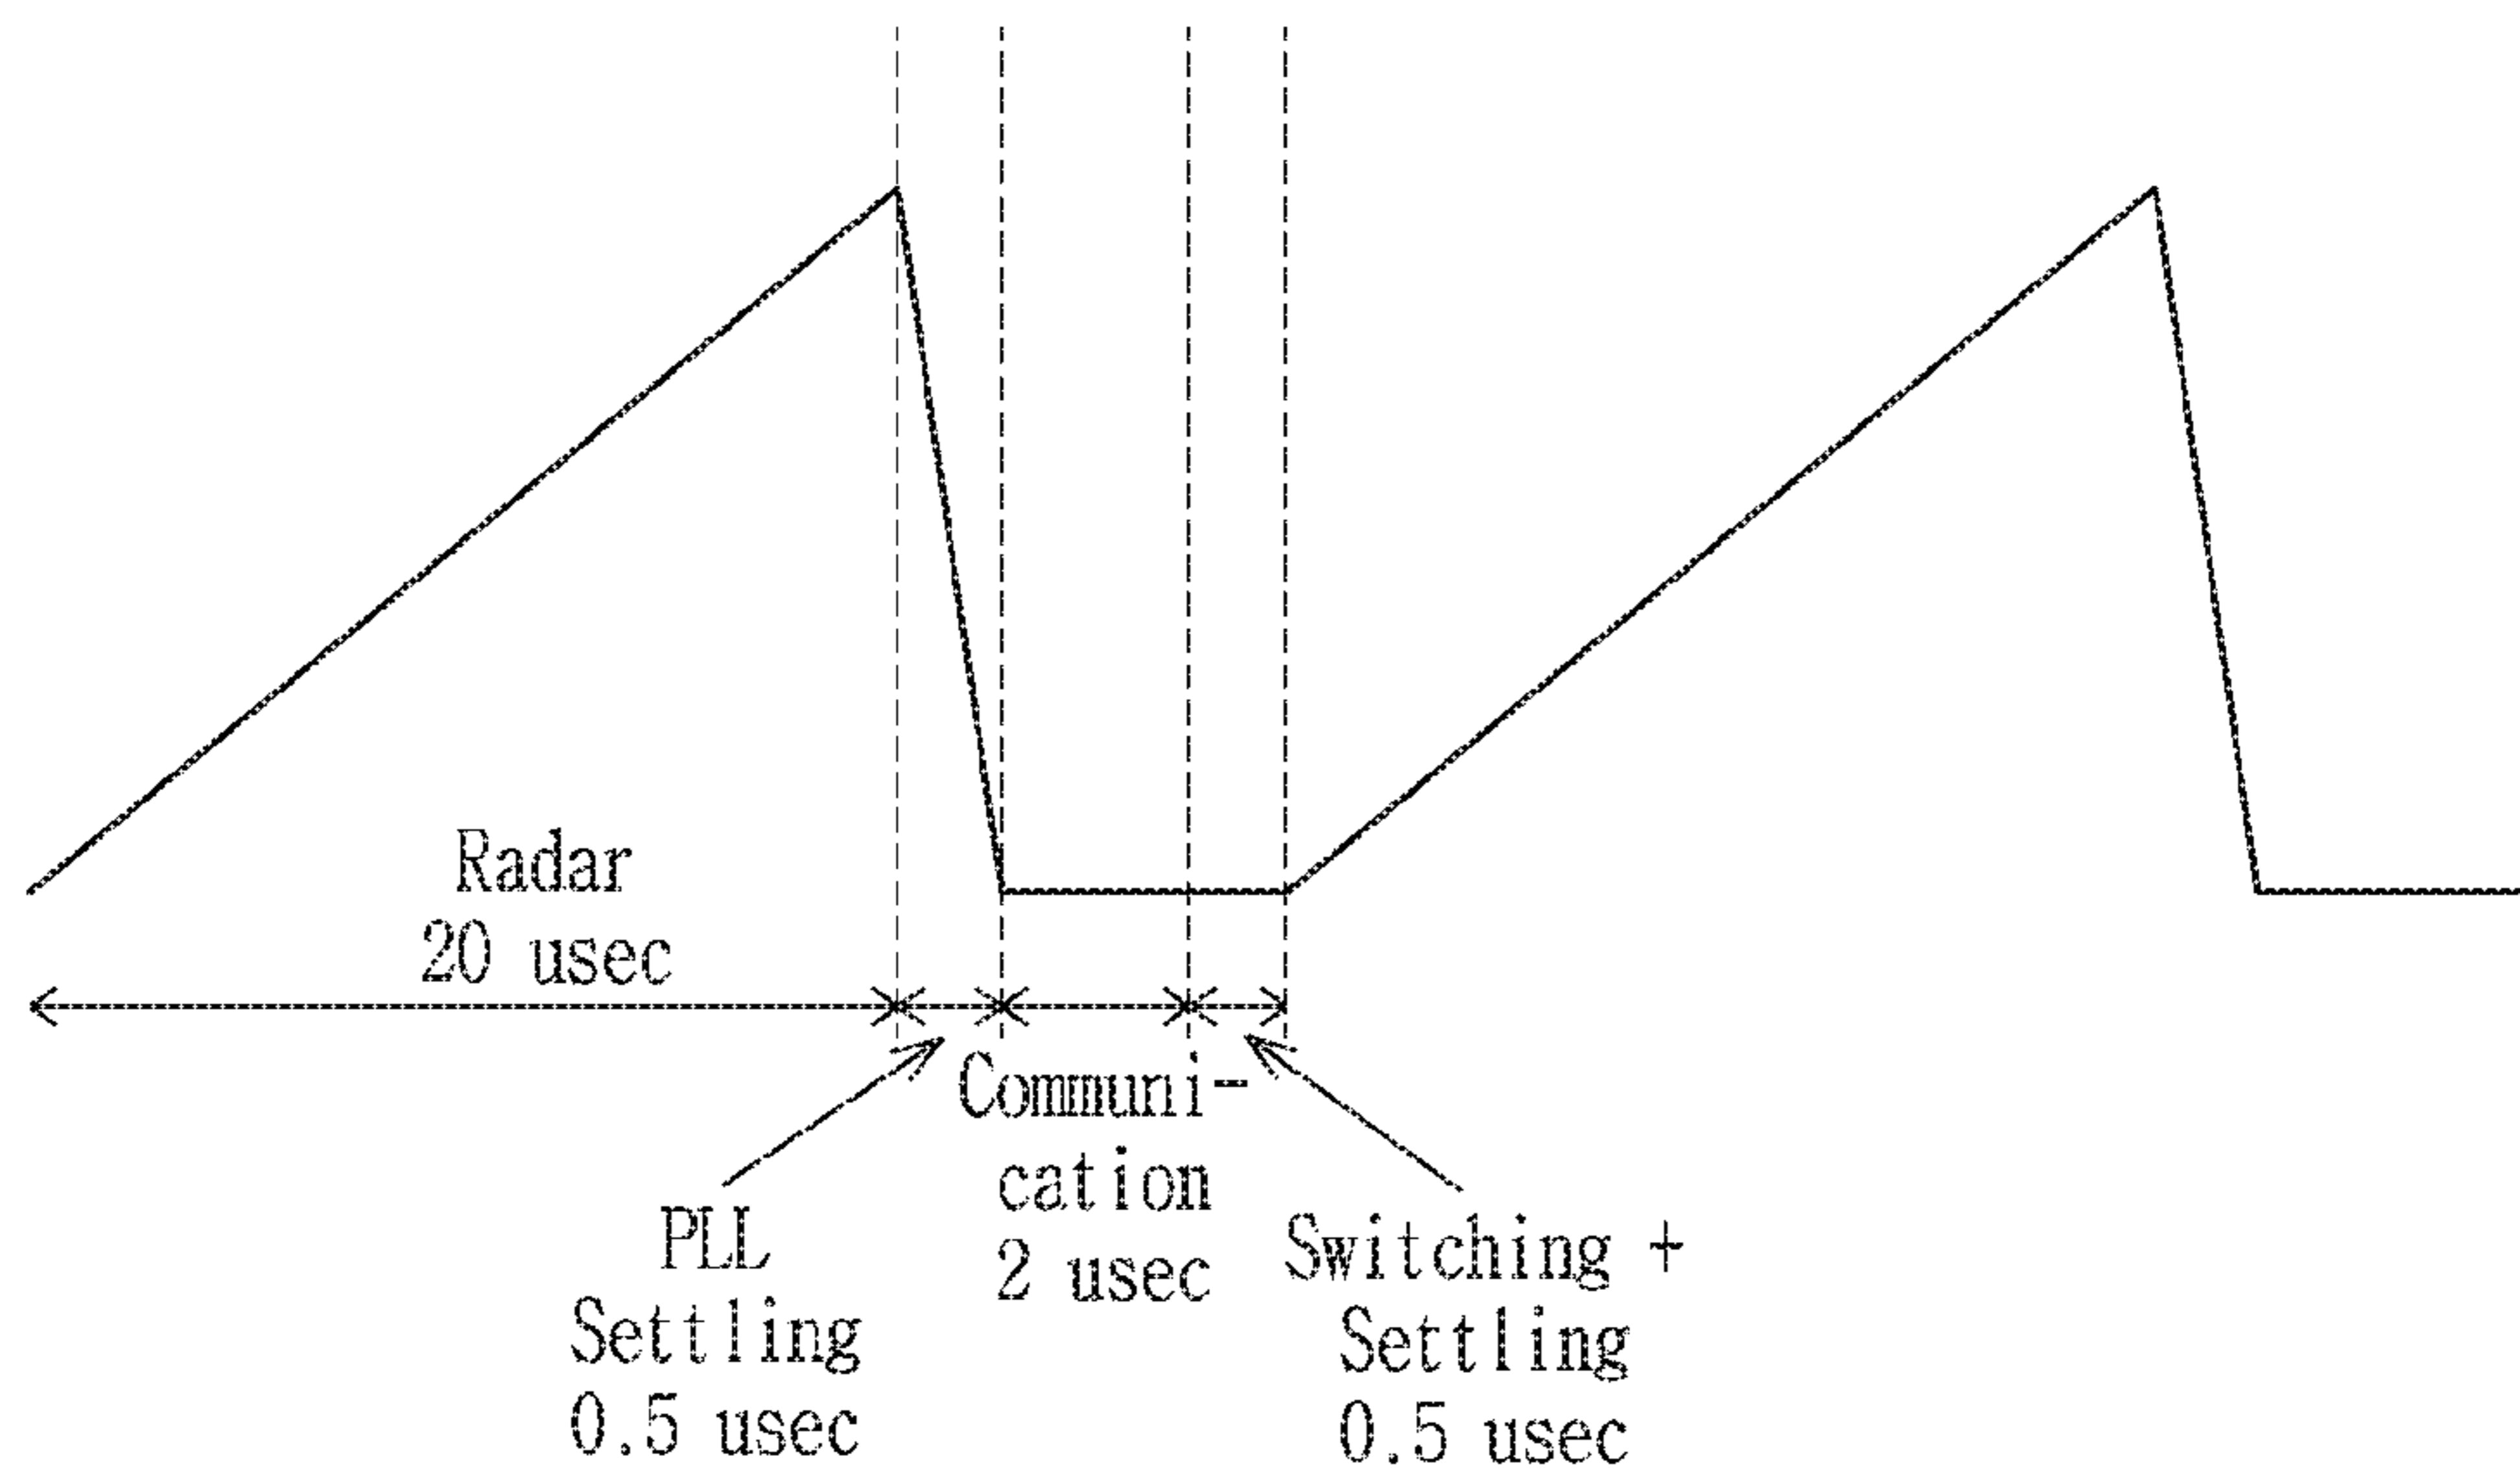 Radar
20 usec
Communi-
cation
2 usec
PLL
Settling
0.5 usec
Switching +
Settling
0.5 usec